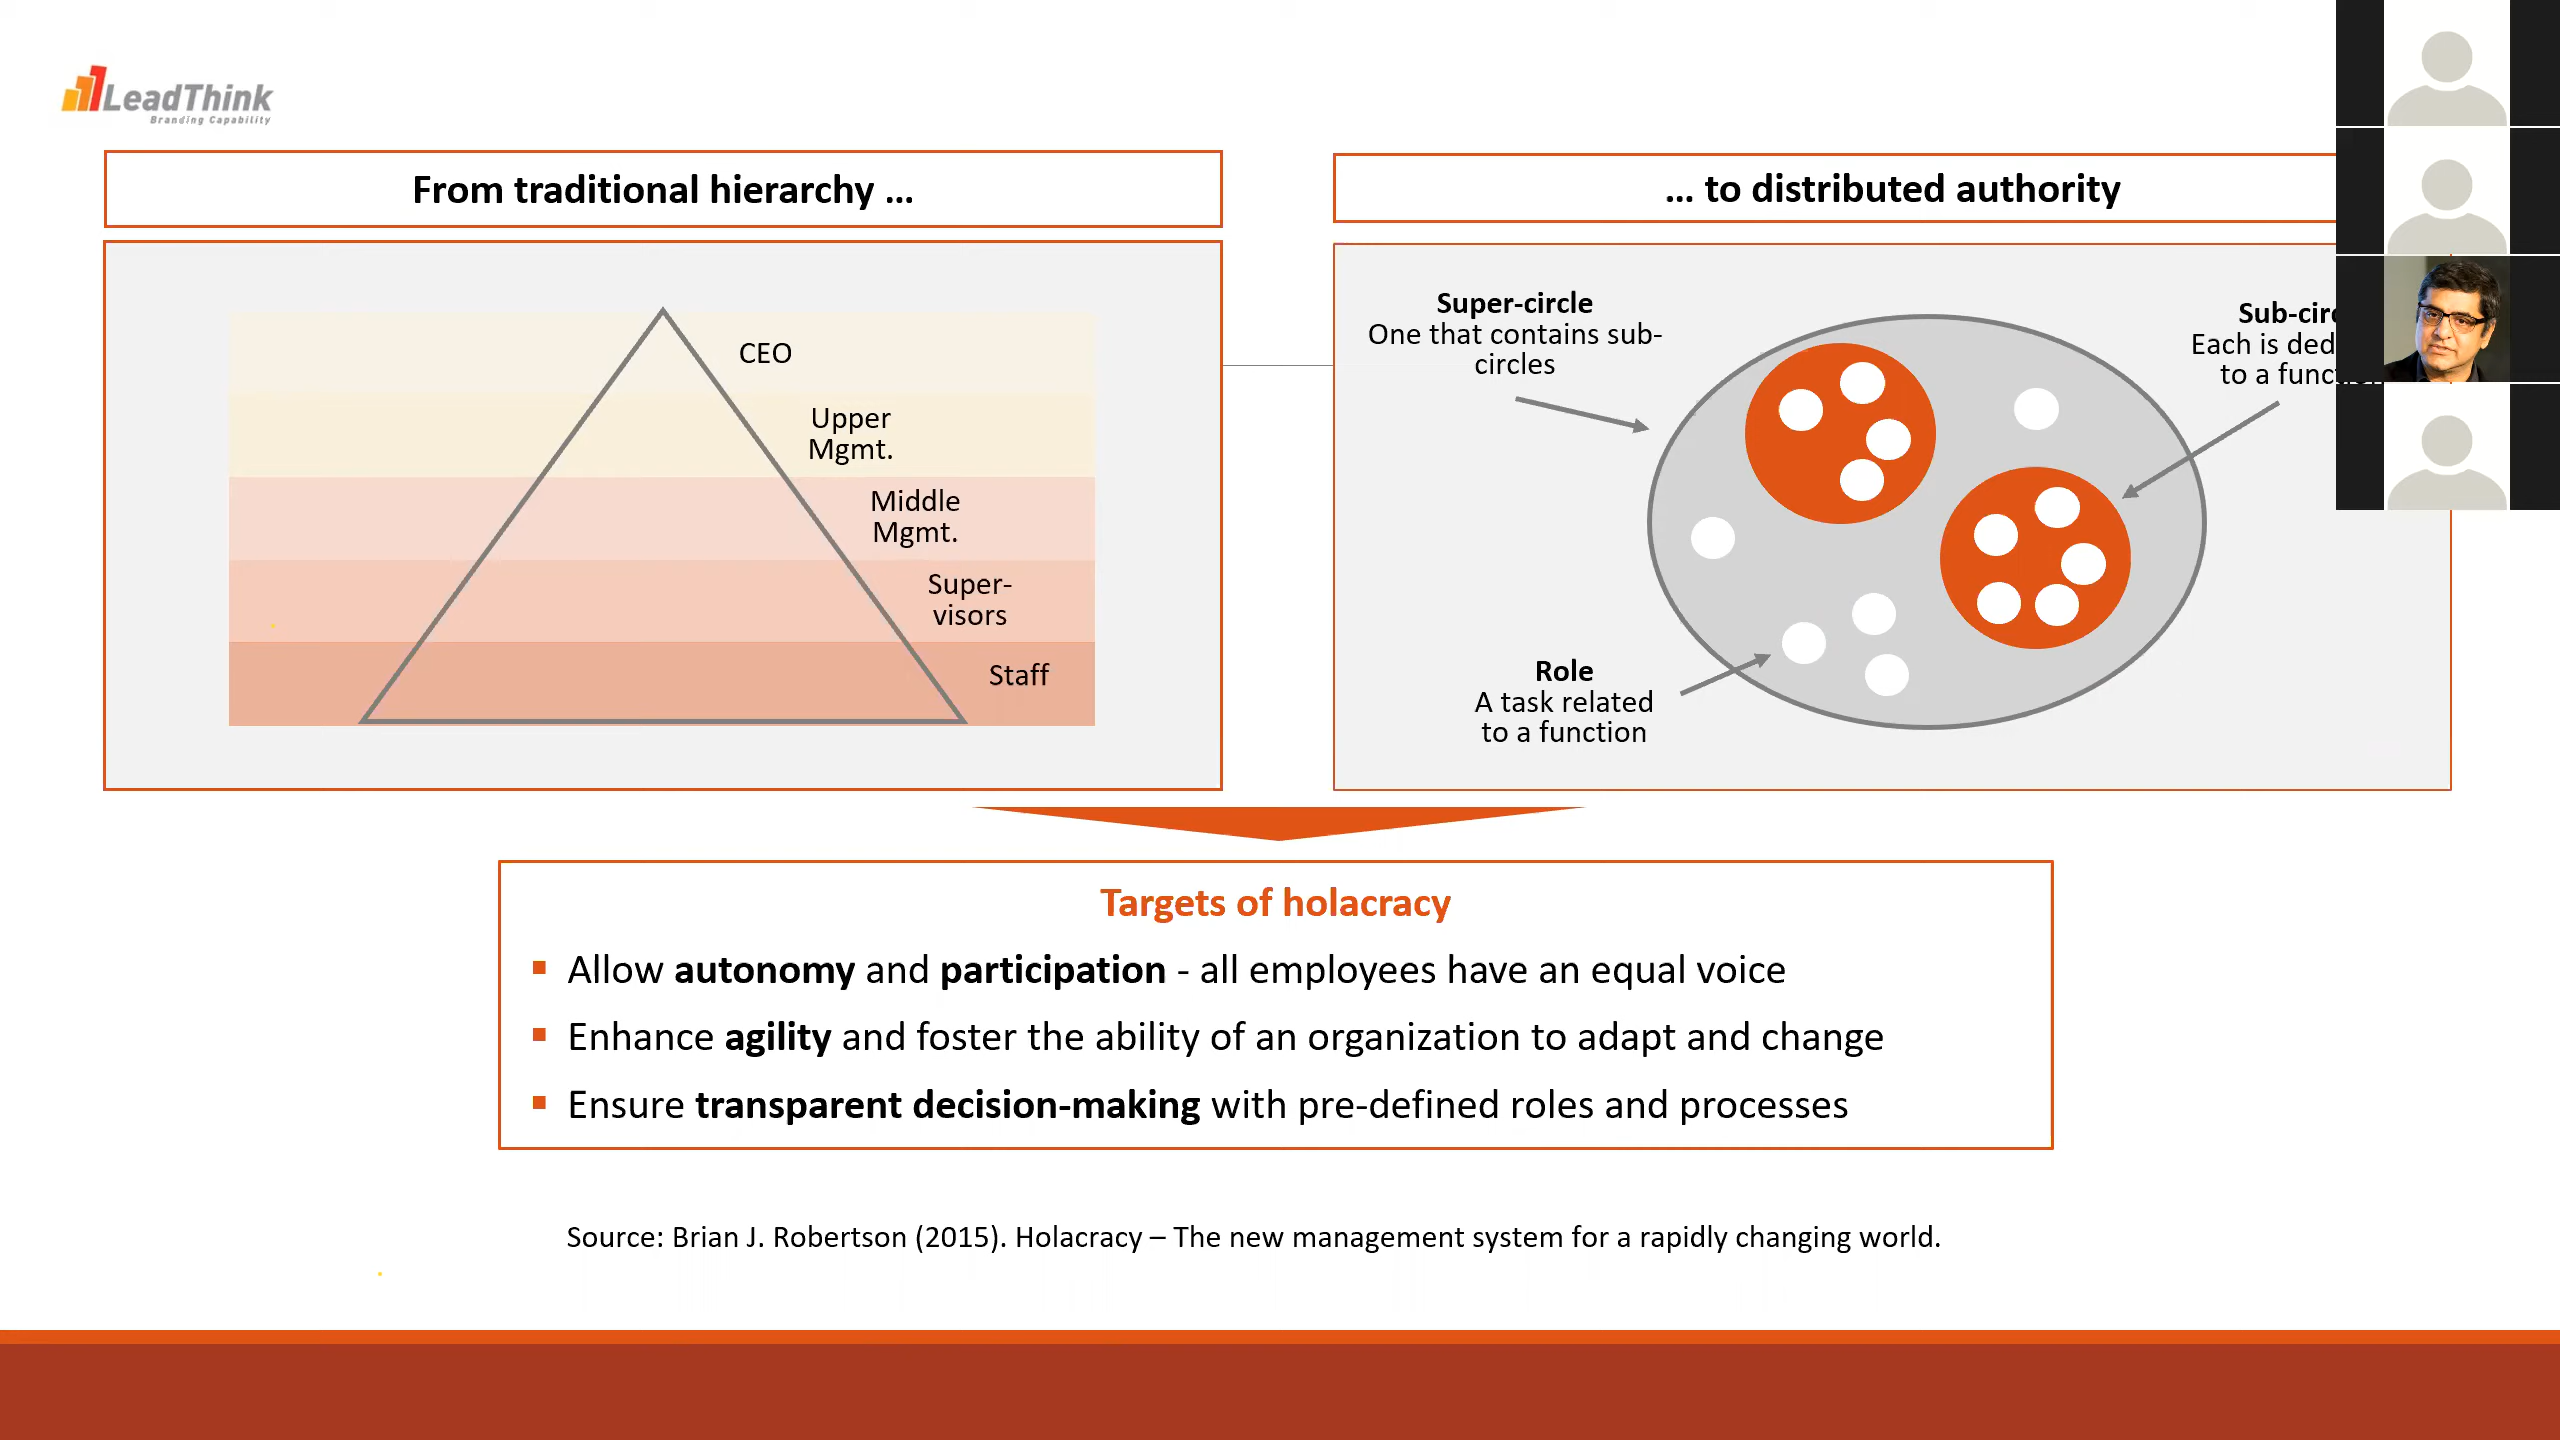 LeadThink
Branding Capability
From traditional hierarchy ...
... to distributed authority
CEO
Upper
Mgmt.
Middle
Mgmt.
Super-
visors
Staff
Super-circle
One that contains sub-
circles
Each is
to a
Role
A task related
to a function
Targets of holacracy
▪ Allow autonomy and participation - all employees have an equal voice
▪ Enhance agility and foster the ability of an organization to adapt and change
▪ Ensure transparent decision-making with pre-defined roles and processes
Source: Brian J. Robertson (2015). Holacracy – The new management system for a rapidly changing world.